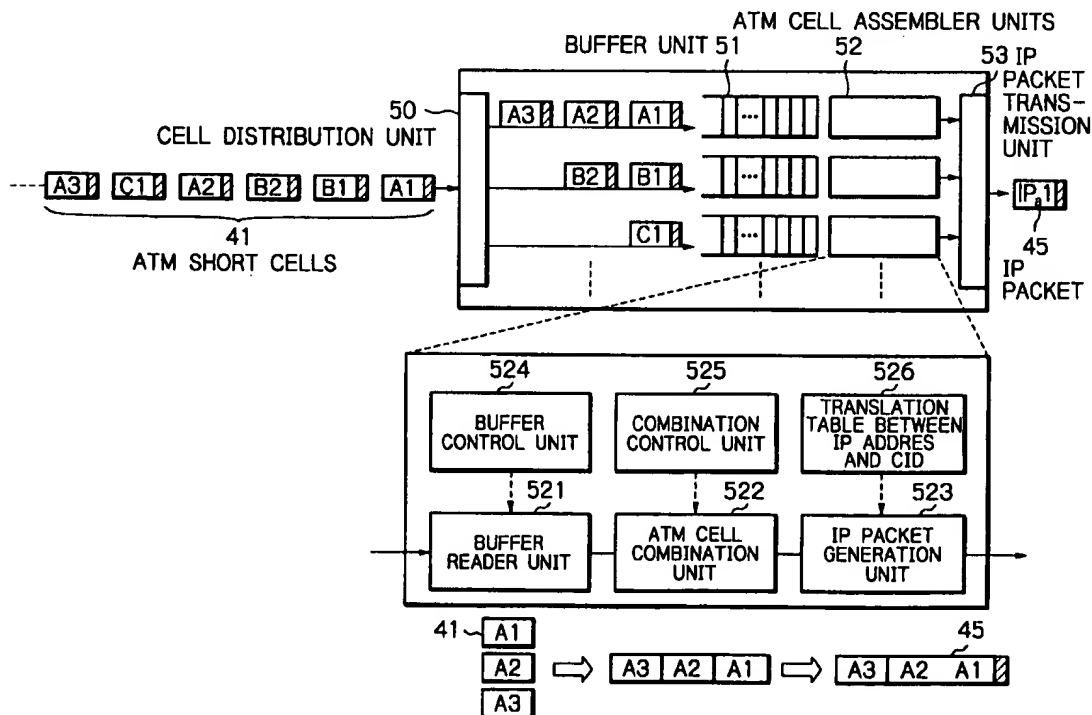 ATM CELL ASSEMBLER UNITS
BUFFER UNIT 51
52
53 IP
PACKET
TRANS-
MISSION
UNIT
50
CELL DISTRIBUTION UNIT
A3 A2 A1
...
B2 B1
...
C1
...
A3 C1 A2 B2 B1 A1
41
ATM SHORT CELLS
IPa1
45
IP
PACKET
524
BUFFER
CONTROL UNIT
525
COMBINATION
CONTROL UNIT
526
TRANSLATION
TABLE BETWEEN
IP ADDRES
AND CID
521
BUFFER
READER UNIT
522
ATM CELL
COMBINATION
UNIT
523
IP PACKET
GENERATION
UNIT
41
A1
A2
A3
A3 A2 A1
45
A3 A2 A1